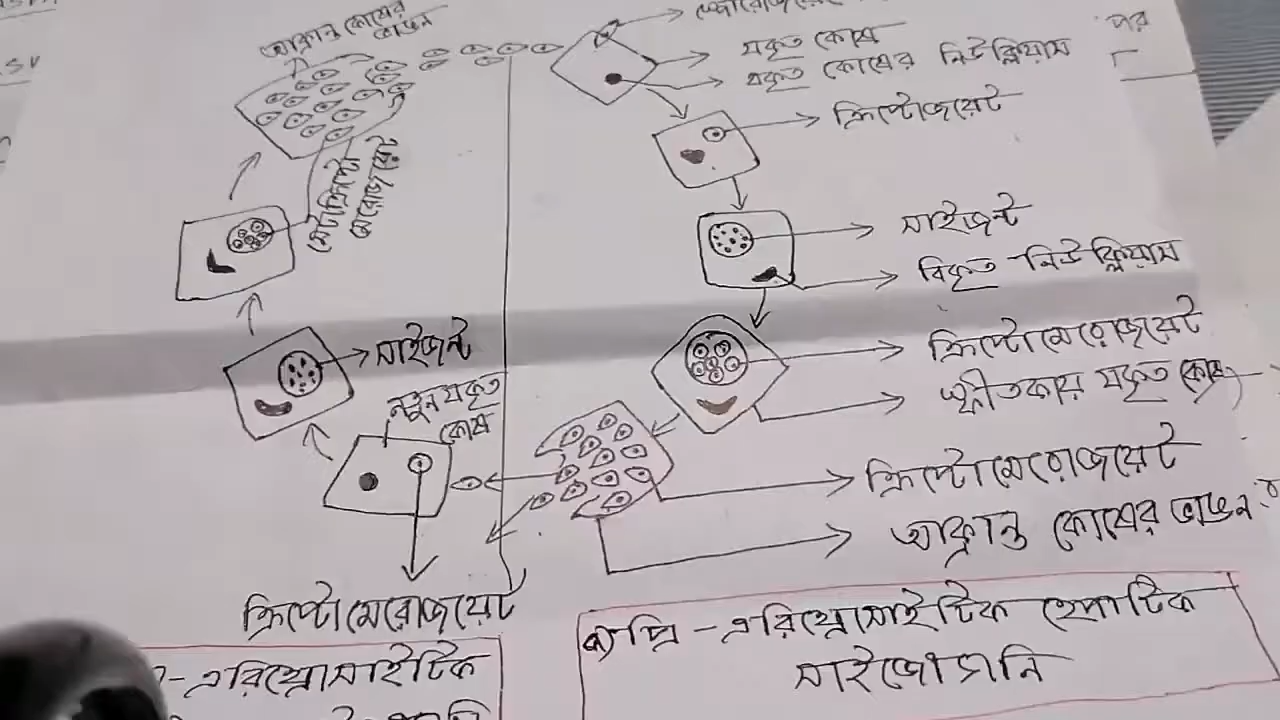 আক্রান্ত কোষের
ভাঙন
যকৃত কোষ
যকৃত কোষের নিউক্লিয়াস
পর
ক্রিপ্টোজয়েট
মেটাক্রিপ্টো
মেরোজয়েট
সাইজন্ট
বিকৃত নিউক্লিয়াস
ক্রিপ্টোমেরোজয়েট
স্ফীতকায় যকৃত কোষ
সাইজন্ট
নতুন যকৃত
কোষ
ক্রিপ্টোমেরোজয়েট
আক্রান্ত কোষের ভাঙন
ক্রিপ্টোমেরোজয়েট
ক) প্রি-এরিথ্রোসাইটিক হেপাটিক
সাইজোগনি
-এরিথ্রোসাইটিক